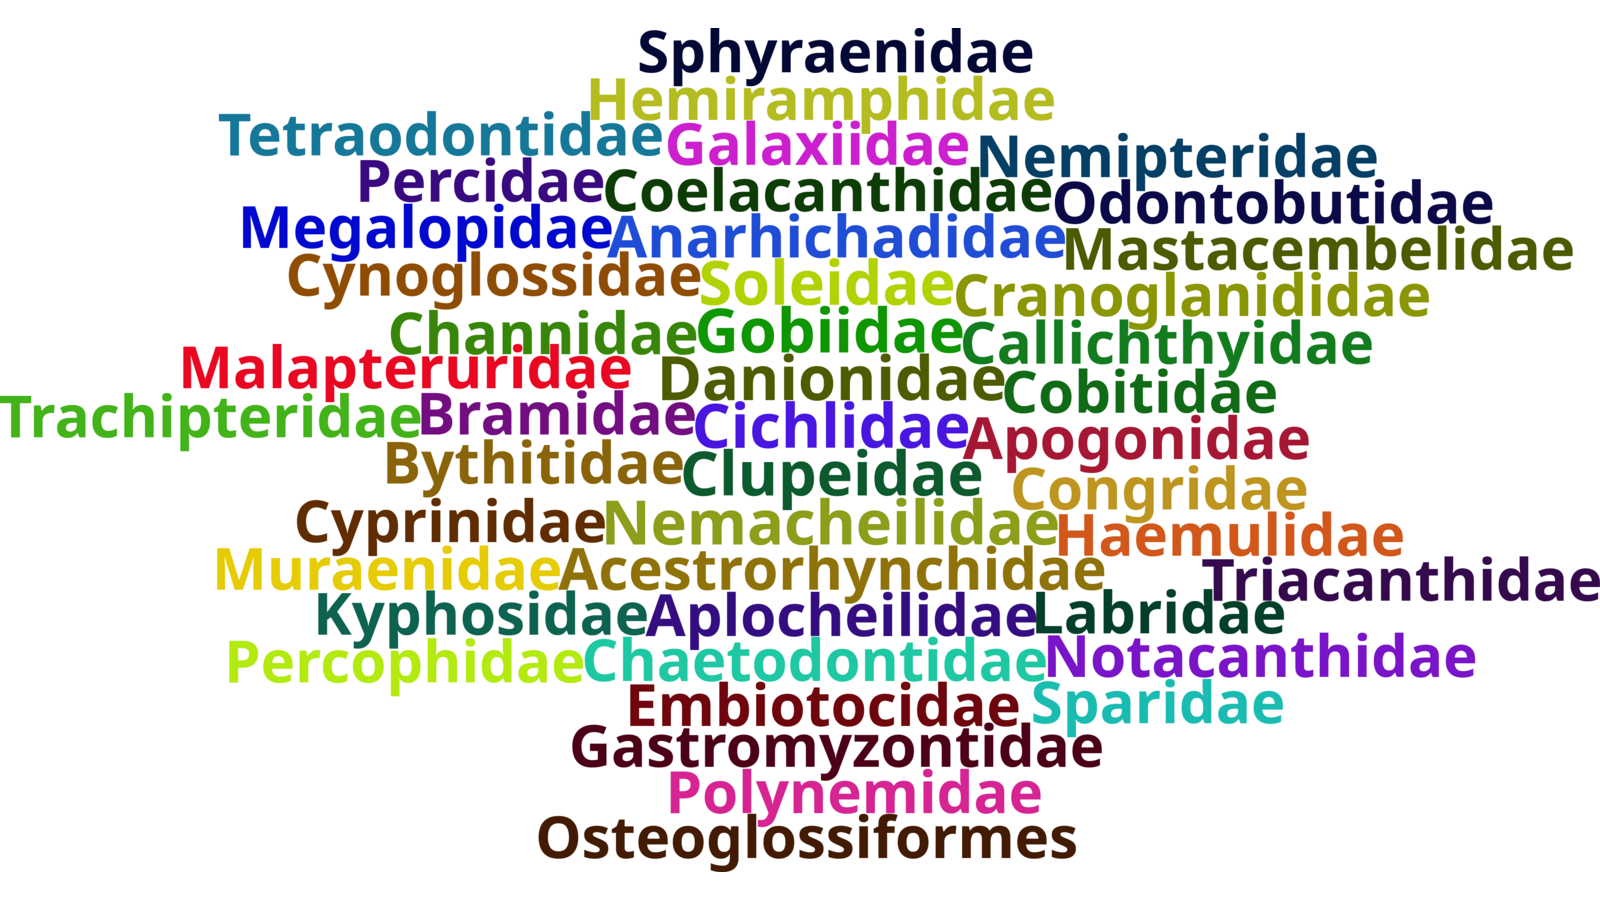 Sphyraenidae
Hemiramphidae
Tetraodontidae Galaxiidae Nemipteridae
Percidae Coelacanthidae Odontobutidae
Megalopidae Anarhichadidae Mastacembelidae
Cynoglossidae Soleidae Cranoglanididae
Channidae Gobiidae Callichthyidae
Malapteruridae Danionidae Cobitidae
Trachipteridae Bramidae Cichlidae Apogonidae
Bythitidae Clupeidae Congridae
Cyprinidae Nemacheilidae Haemulidae
Muraenidae Acestrorhynchidae Triacanthidae
Kyphosidae Aplocheilidae Labridae
Percophidae Chaetodontidae Notacanthidae
Embiotocidae Sparidae
Gastromyzontidae
Polynemidae
Osteoglossiformes